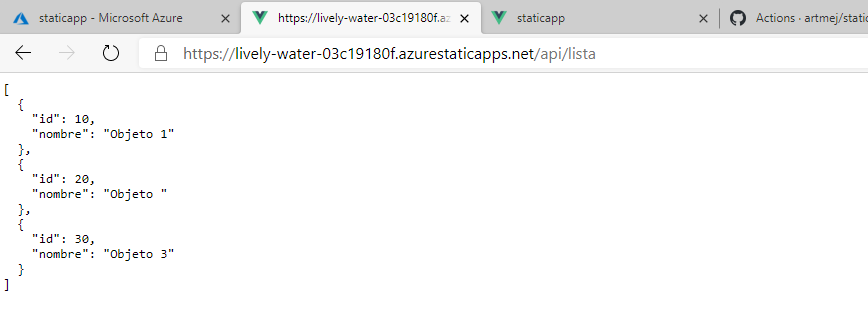 staticapp - Microsoft Azure
https://lively-water-03c19180f.az
staticapp
Actions · artmej/static
https://lively-water-03c19180f.azurestaticapps.net/api/lista
[
  {
    "id": 10,
    "nombre": "Objeto 1"
  },
  {
    "id": 20,
    "nombre": "Objeto "
  },
  {
    "id": 30,
    "nombre": "Objeto 3"
  }
]